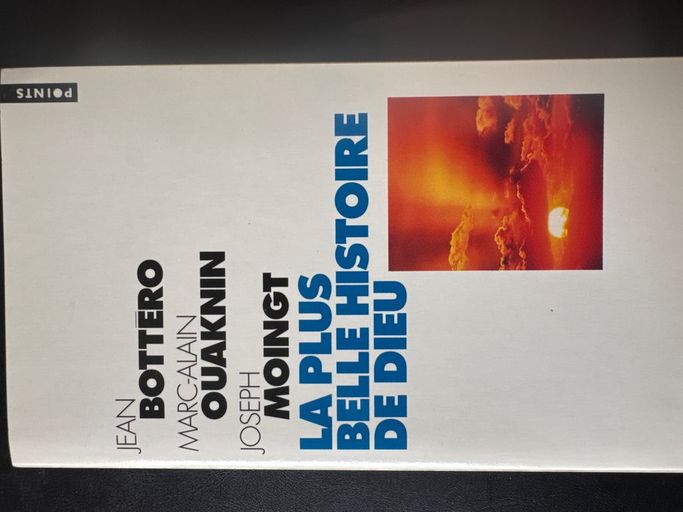 POINTS
JEAN
BOTTÉRO
MARC-ALAIN
OUAKNIN
JOSEPH
MOINGT
LA PLUS
BELLE HISTOIRE
DE DIEU